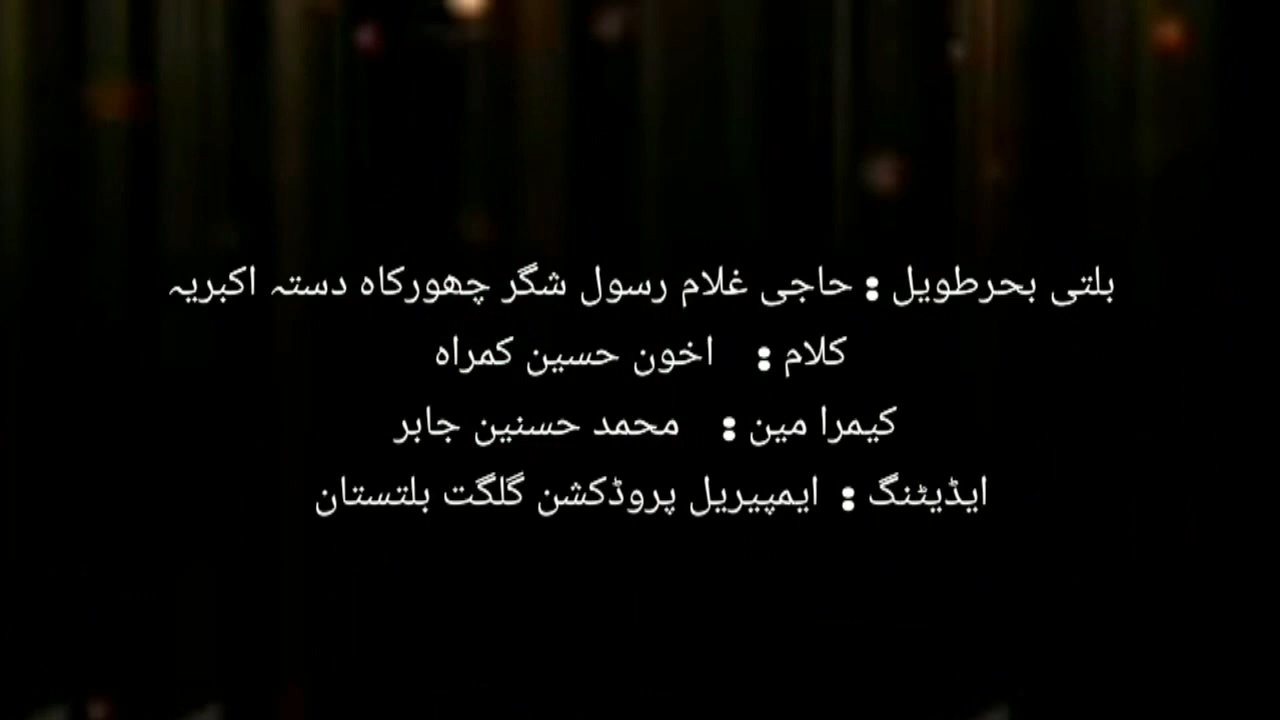 بلتی بحرطویل : حاجی غلام رسول شگر چھورکاہ دستہ اکبریہ
کلام : اخون حسین کمراہ
کیمرا مین : محمد حسنین جابر
ایڈیٹنگ : ایمپیریل پروڈکشن گلگت بلتستان